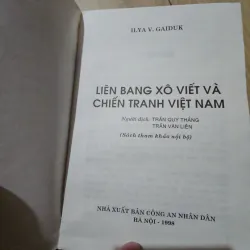 ILYA V. GAIDUK
LIÊN BANG XÔ VIẾT VÀ
CHIẾN TRANH VIỆT NAM
Người dịch: TRẦN QUÝ THẮNG
TRẦN VĂN LIÊN
(Sách tham khảo nội bộ)
NHÀ XUẤT BẢN CÔNG AN NHÂN DÂN
HÀ NỘI - 1998